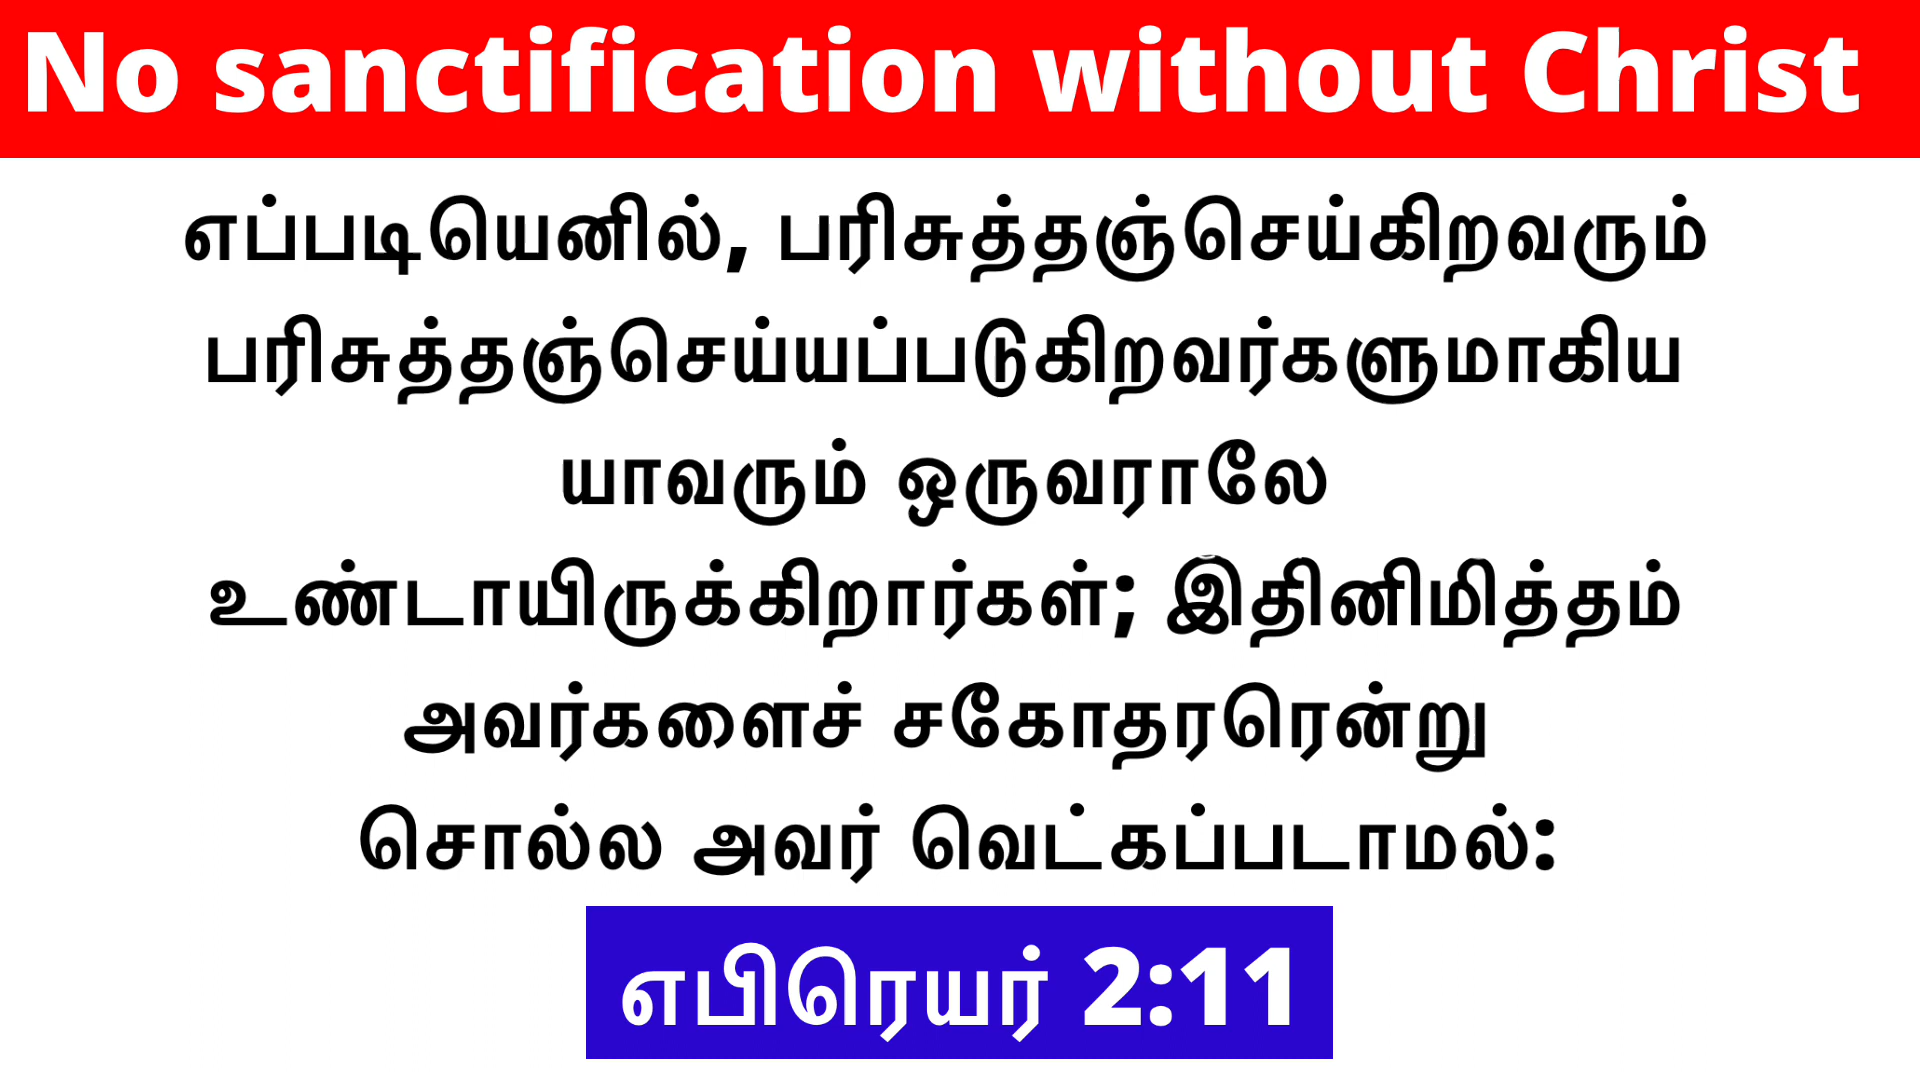 No sanctification without Christ
எப்படியெனில், பரிசுத்தஞ்செய்கிறவரும்
பரிசுத்தஞ்செய்யப்படுகிறவர்களுமாகிய
யாவரும் ஒருவராலே
உண்டாயிருக்கிறார்கள்; இதினிமித்தம்
அவர்களைச் சகோதரரென்று
சொல்ல அவர் வெட்கப்படாமல்:
எபிரெயர் 2:11